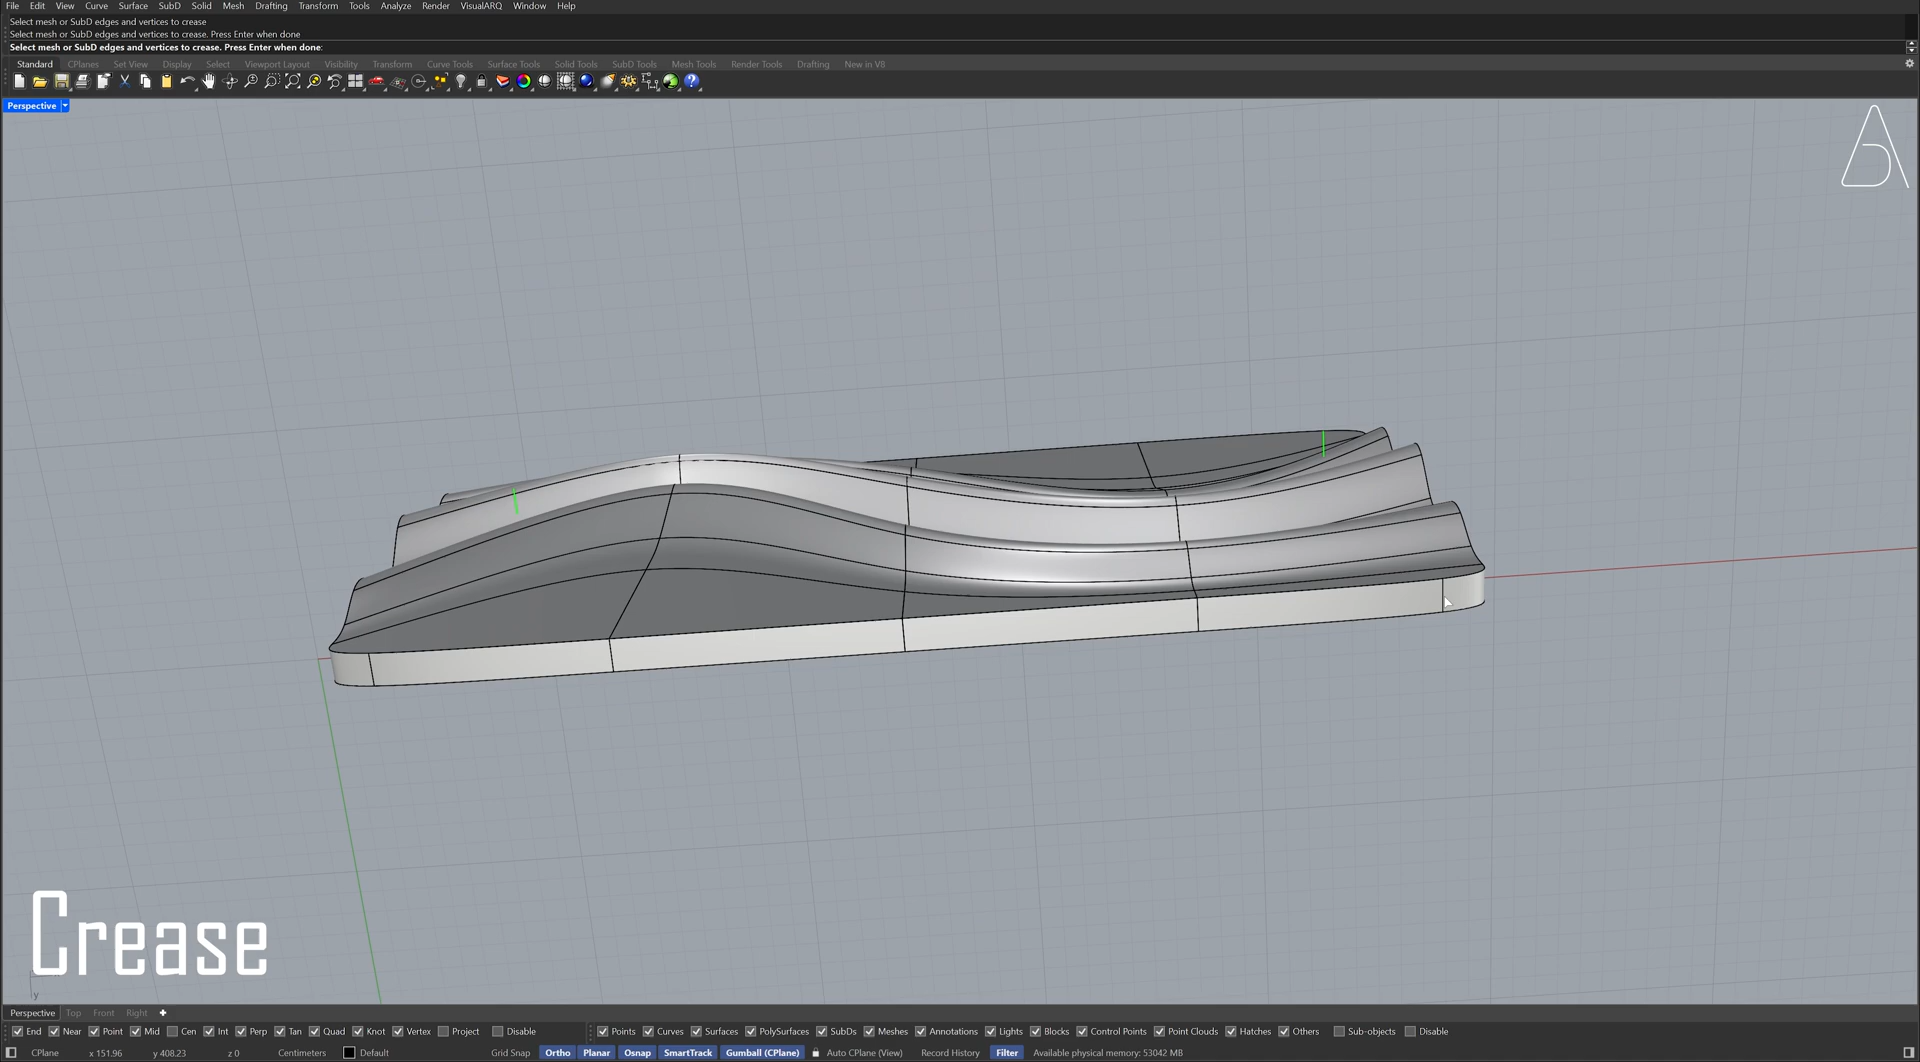 File Edit View Curve Surface SubD Solid Mesh Drafting Transform Tools Analyze Render VisualARQ Window Help
Select mesh or SubD edges and vertices to crease
Select mesh or SubD edges and vertices to crease. Press Enter when done
Select mesh or SubD edges and vertices to crease. Press Enter when done:
Standard CPlanes Set View Display Select Viewport Layout Visibility Transform Curve Tools Surface Tools Solid Tools SubD Tools Mesh Tools Render Tools Drafting New in V8
Perspective
Crease
y
Perspective Top Front Right
End Near Point Mid Cen Int Perp Tan Quad Knot Vertex Project Disable Points Curves Surfaces PolySurfaces SubDs Meshes Annotations Lights Blocks Control Points Point Clouds Hatches Others Sub-objects Disable
CPlane x 151.96 y 408.23 z 0 Centimeters Default Grid Snap Ortho Planar Osnap SmartTrack Gumball (CPlane) Auto CPlane (View) Record History Filter Available physical memory: 53042 MB